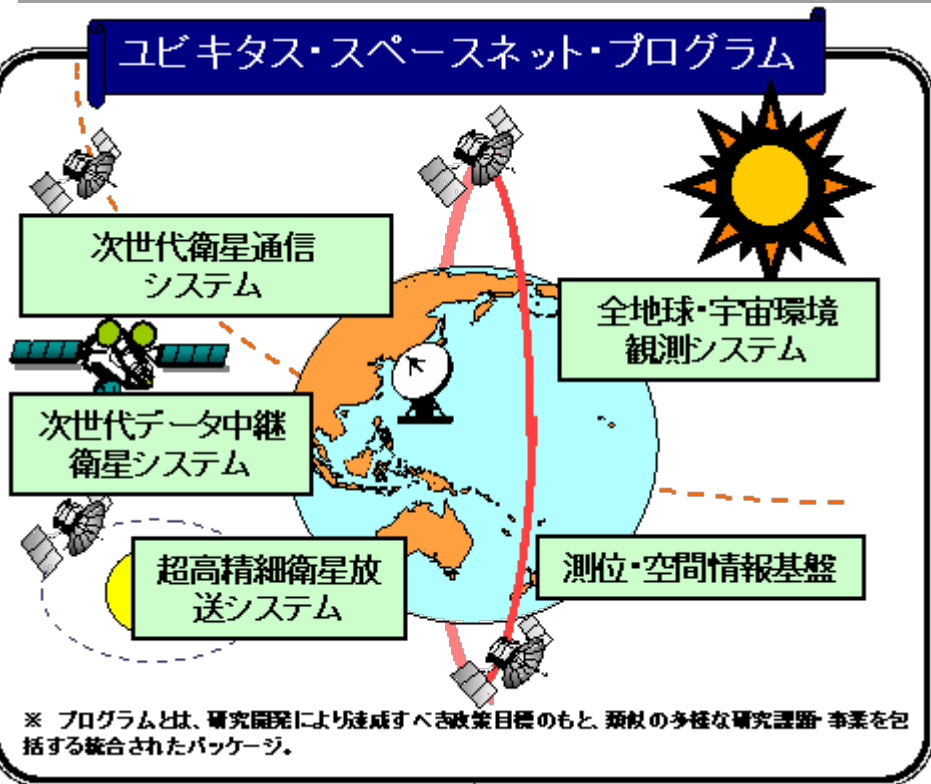 ユビキタス・スペースネット・プログラム
次世代衛星通信
システム
全地球・宇宙環境
観測システム
次世代データ中継
衛星システム
超高精細衛星放
送システム
測位・空間情報基盤
※　プログラムとは、研究開発により達成すべき政策目標のもと、類似の多様な研究課題・事業を包
括する統合されたパッケージ。